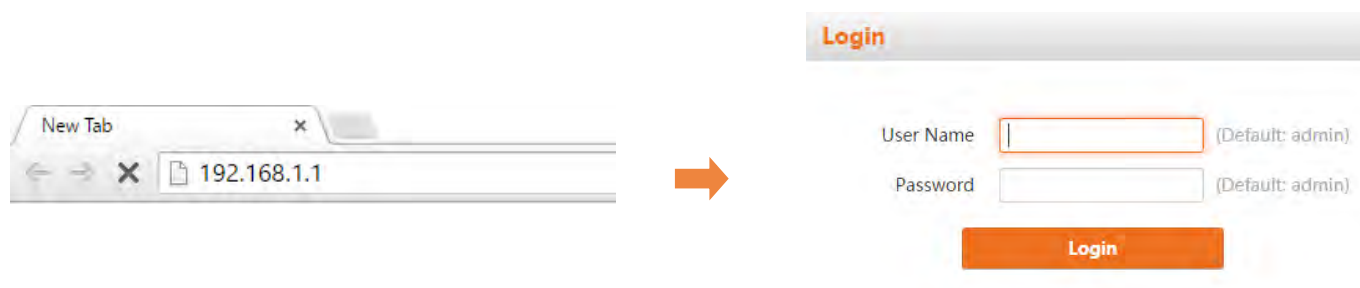 New Tab
192.168.1.1
Login
User Name (Default: admin)
Password (Default: admin)
Login